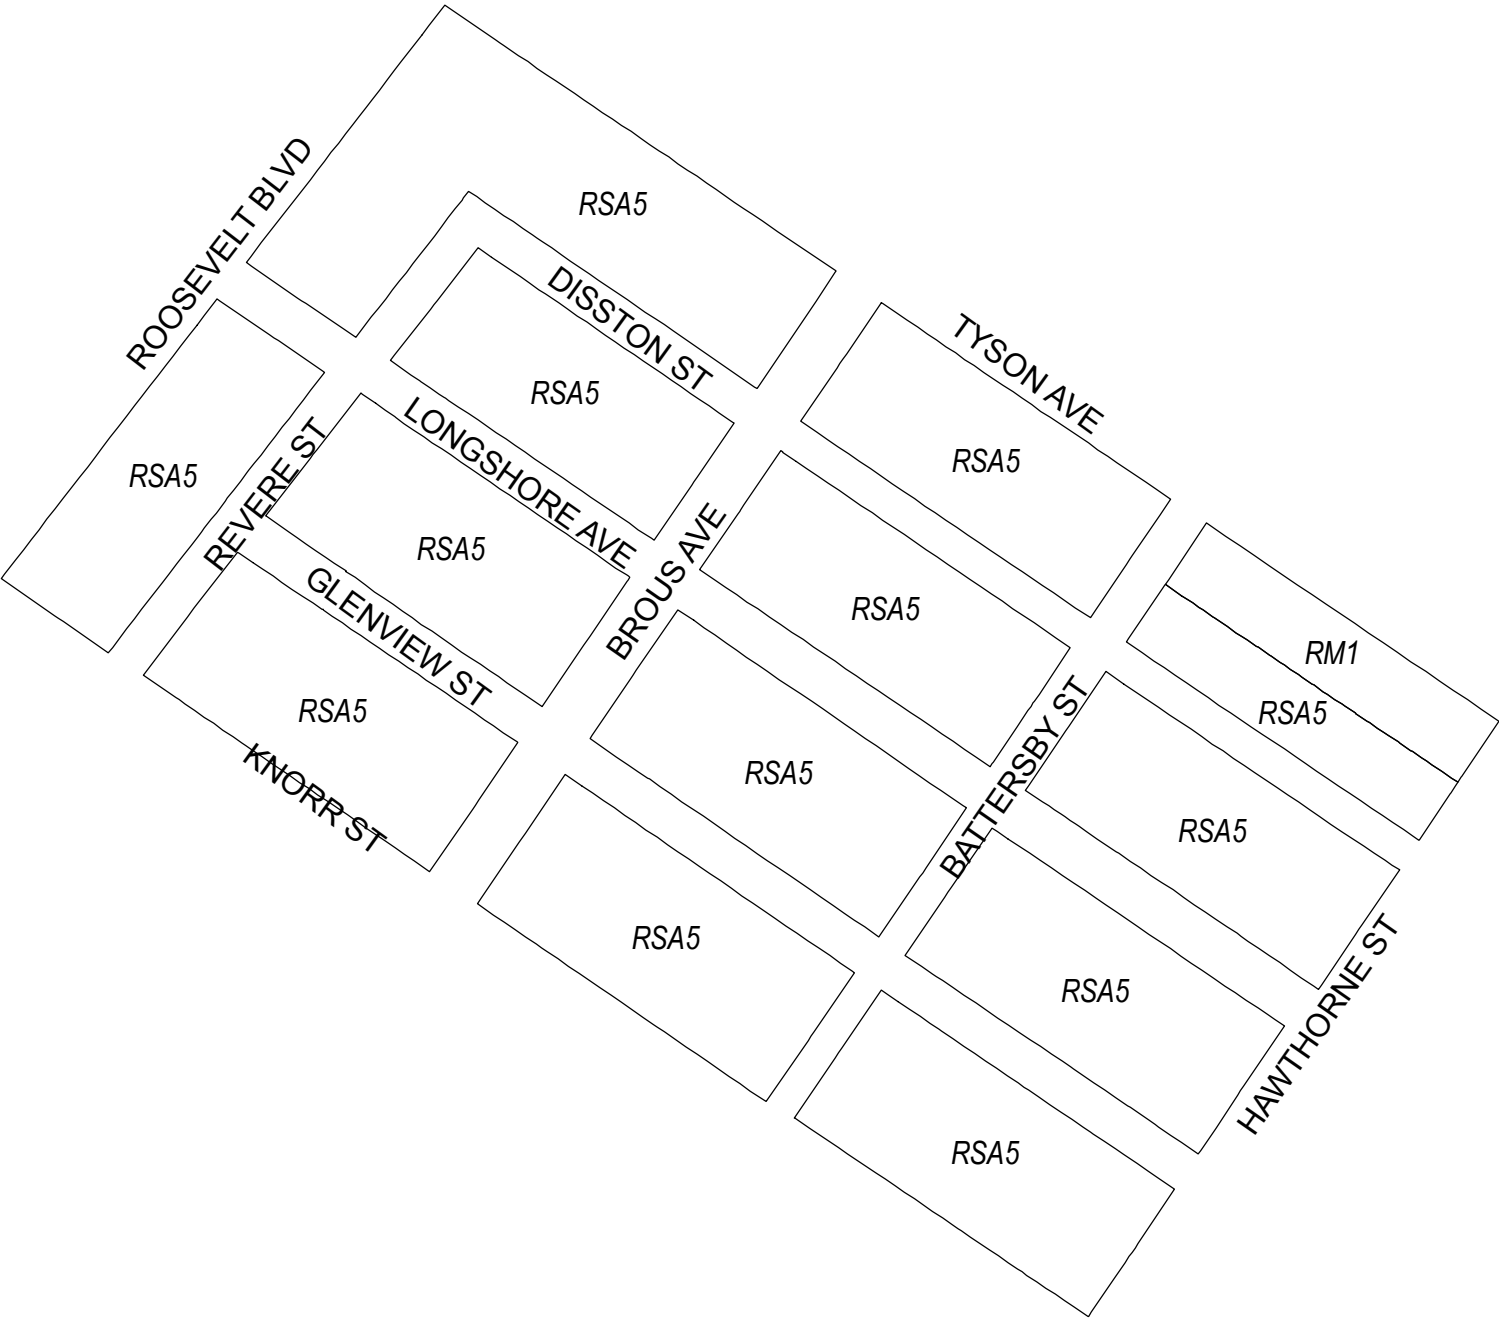 ROOSEVELT BLVD
RSA5
DISSTON ST
TYSON AVE
RSA5
LONGSHORE AVE
RSA5
RSA5
REVERE ST
RSA5
BROUS AVE
RSA5
RM1
GLENVIEW ST
RSA5
RSA5
RSA5
BATTERSBY ST
KNORR ST
RSA5
RSA5
RSA5
RSA5
HAWTHORNE ST
RSA5